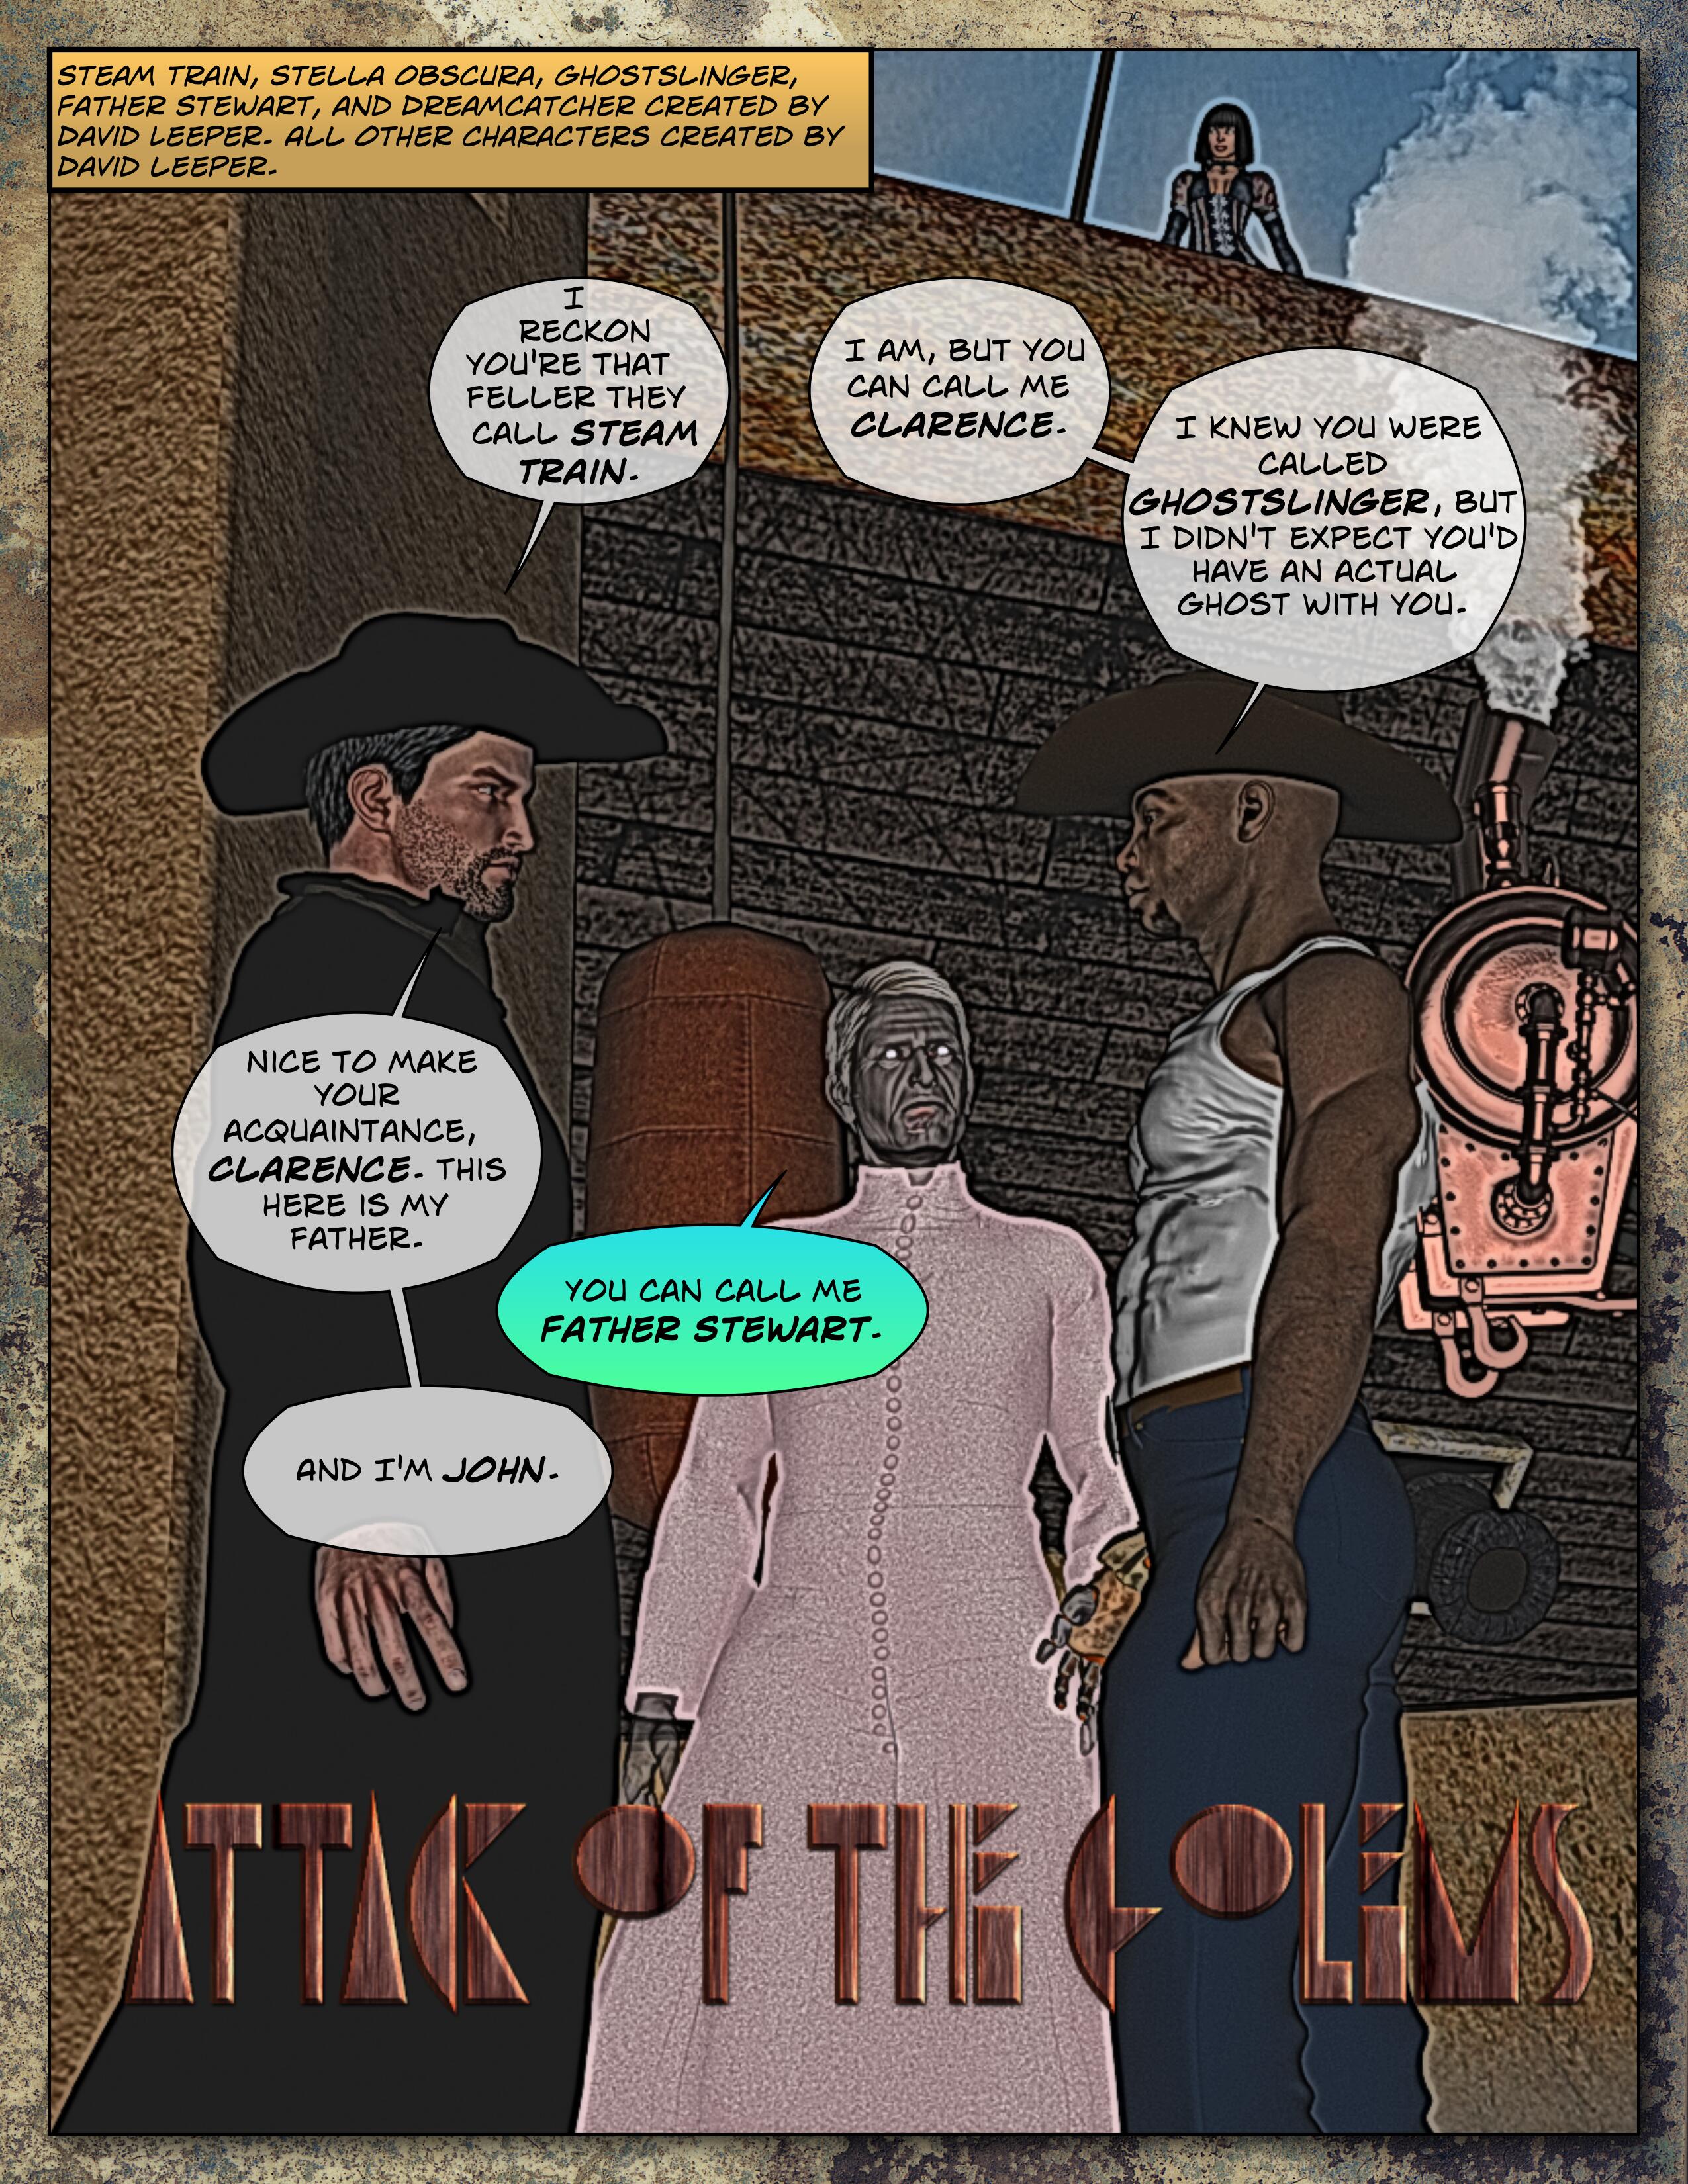 STEAM TRAIN, STELLA OBSCURA, GHOSTSLINGER,
FATHER STEWART, AND DREAMCATCHER CREATED BY
DAVID LEEPER. ALL OTHER CHARACTERS CREATED BY
DAVID LEEPER.
I
RECKON
YOU'RE THAT
FELLER THEY
CALL STEAM
TRAIN.
I AM, BUT YOU
CAN CALL ME
CLARENCE.
I KNEW YOU WERE
CALLED
GHOSTSLINGER, BUT
I DIDN'T EXPECT YOU'D
HAVE AN ACTUAL
GHOST WITH YOU.
NICE TO MAKE
YOUR
ACQUAINTANCE,
CLARENCE. THIS
HERE IS MY
FATHER.
YOU CAN CALL ME
FATHER STEWART.
AND I'M JOHN.
ATTACK OF THE GOLEMS